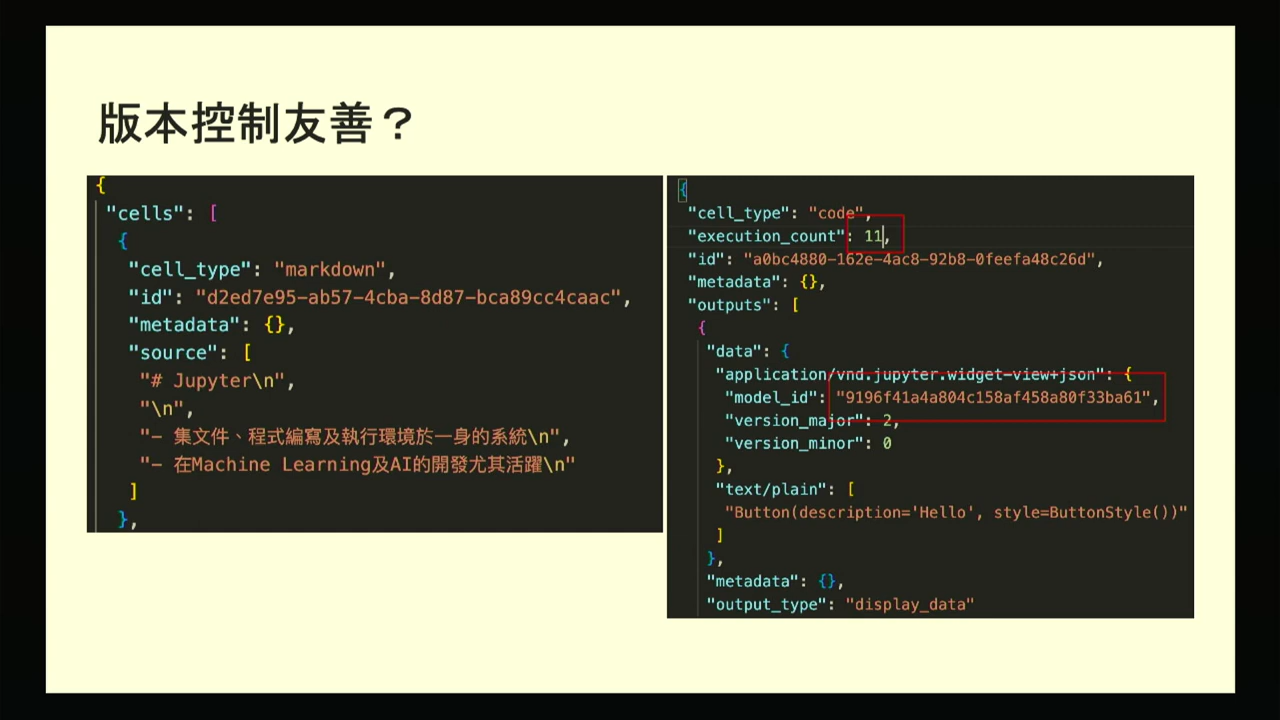 版本控制友善？
{
"cells": [
{
"cell_type": "markdown",
"id": "d2ed7e95-ab57-4cba-8d87-bca89cc4caac",
"metadata": {},
"source": [
"# Jupyter\n",
"\n",
"- 集文件、程式編寫及執行環境於一身的系統\n",
"- 在Machine Learning及AI的開發尤其活躍\n"
]
},
{
"cell_type": "code",
"execution_count": 11,
"id": "a0bc4880-162e-4ac8-92b8-0feefa48c26d",
"metadata": {},
"outputs": [
{
"data": {
"application/vnd.jupyter.widget-view+json": {
"model_id": "9196f41a4a804c158af458a80f33ba61",
"version_major": 2,
"version_minor": 0
},
"text/plain": [
"Button(description='Hello', style=ButtonStyle())"
]
},
"metadata": {},
"output_type": "display_data"